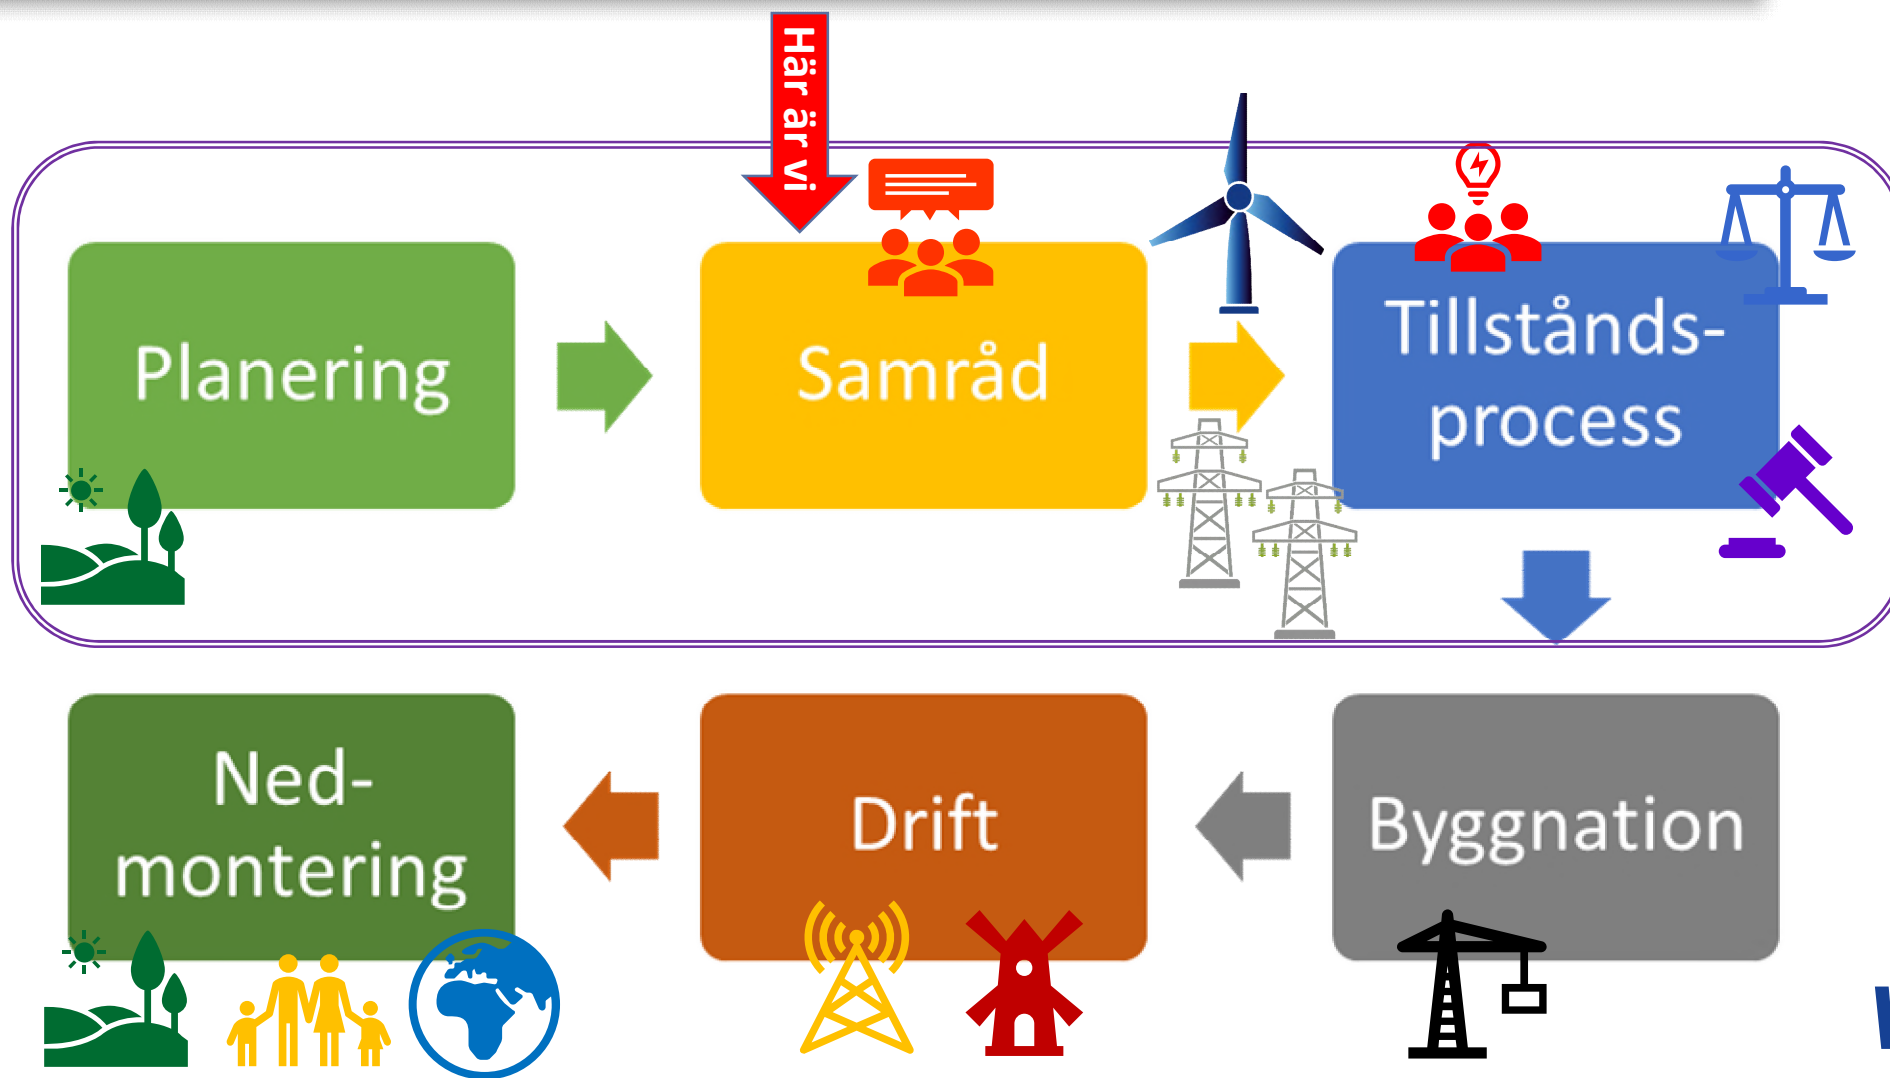 Här är vi
Planering
Samråd
Tillstånds-
process
Ned-
montering
Drift
Byggnation